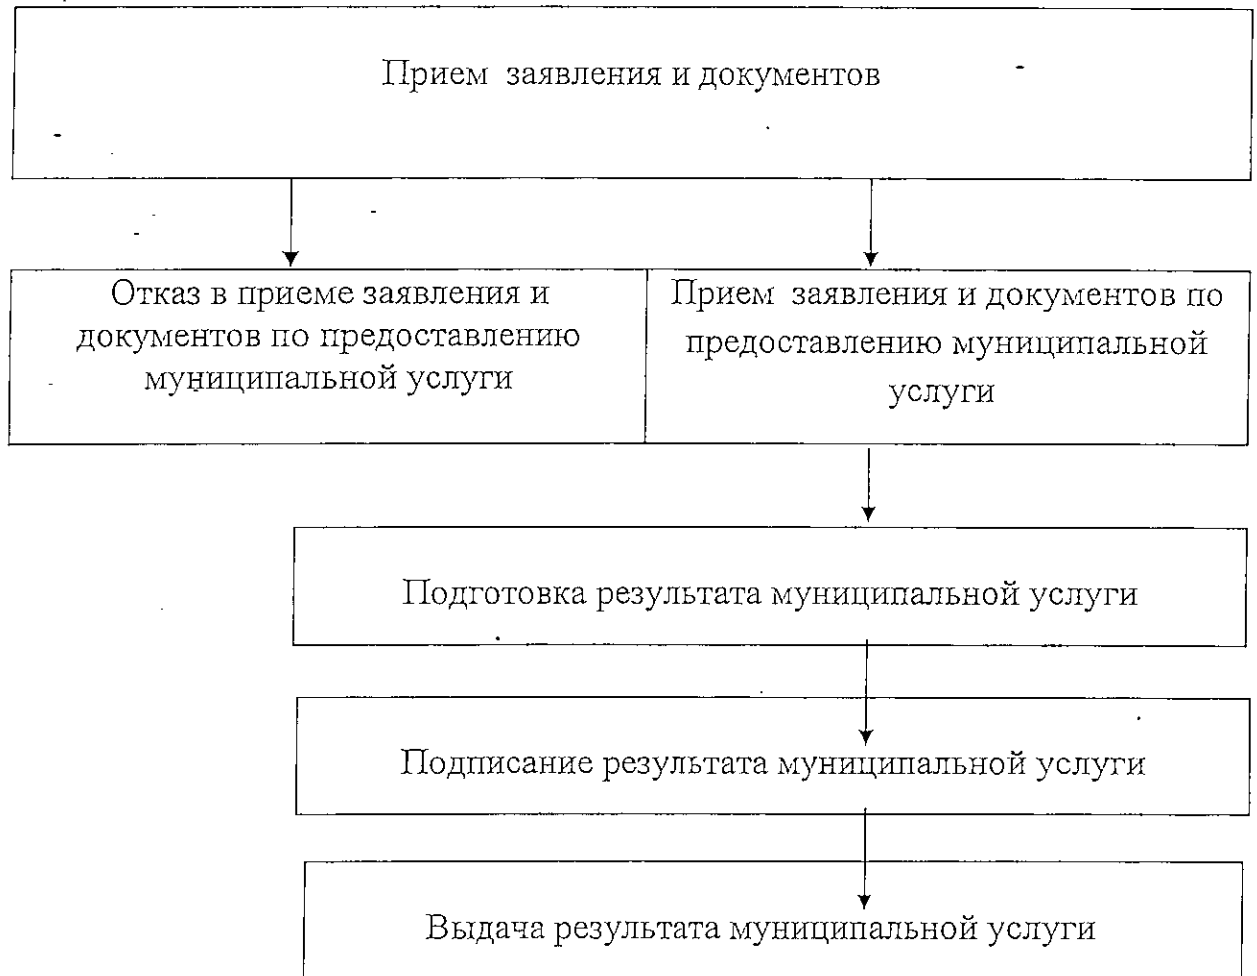 Прием заявления и документов
Отказ в приеме заявления и
документов по предоставлению
муниципальной услуги
Прием заявления и документов по
предоставлению муниципальной
услуги
Подготовка результата муниципальной услуги
Подписание результата муниципальной услуги
Выдача результата муниципальной услуги